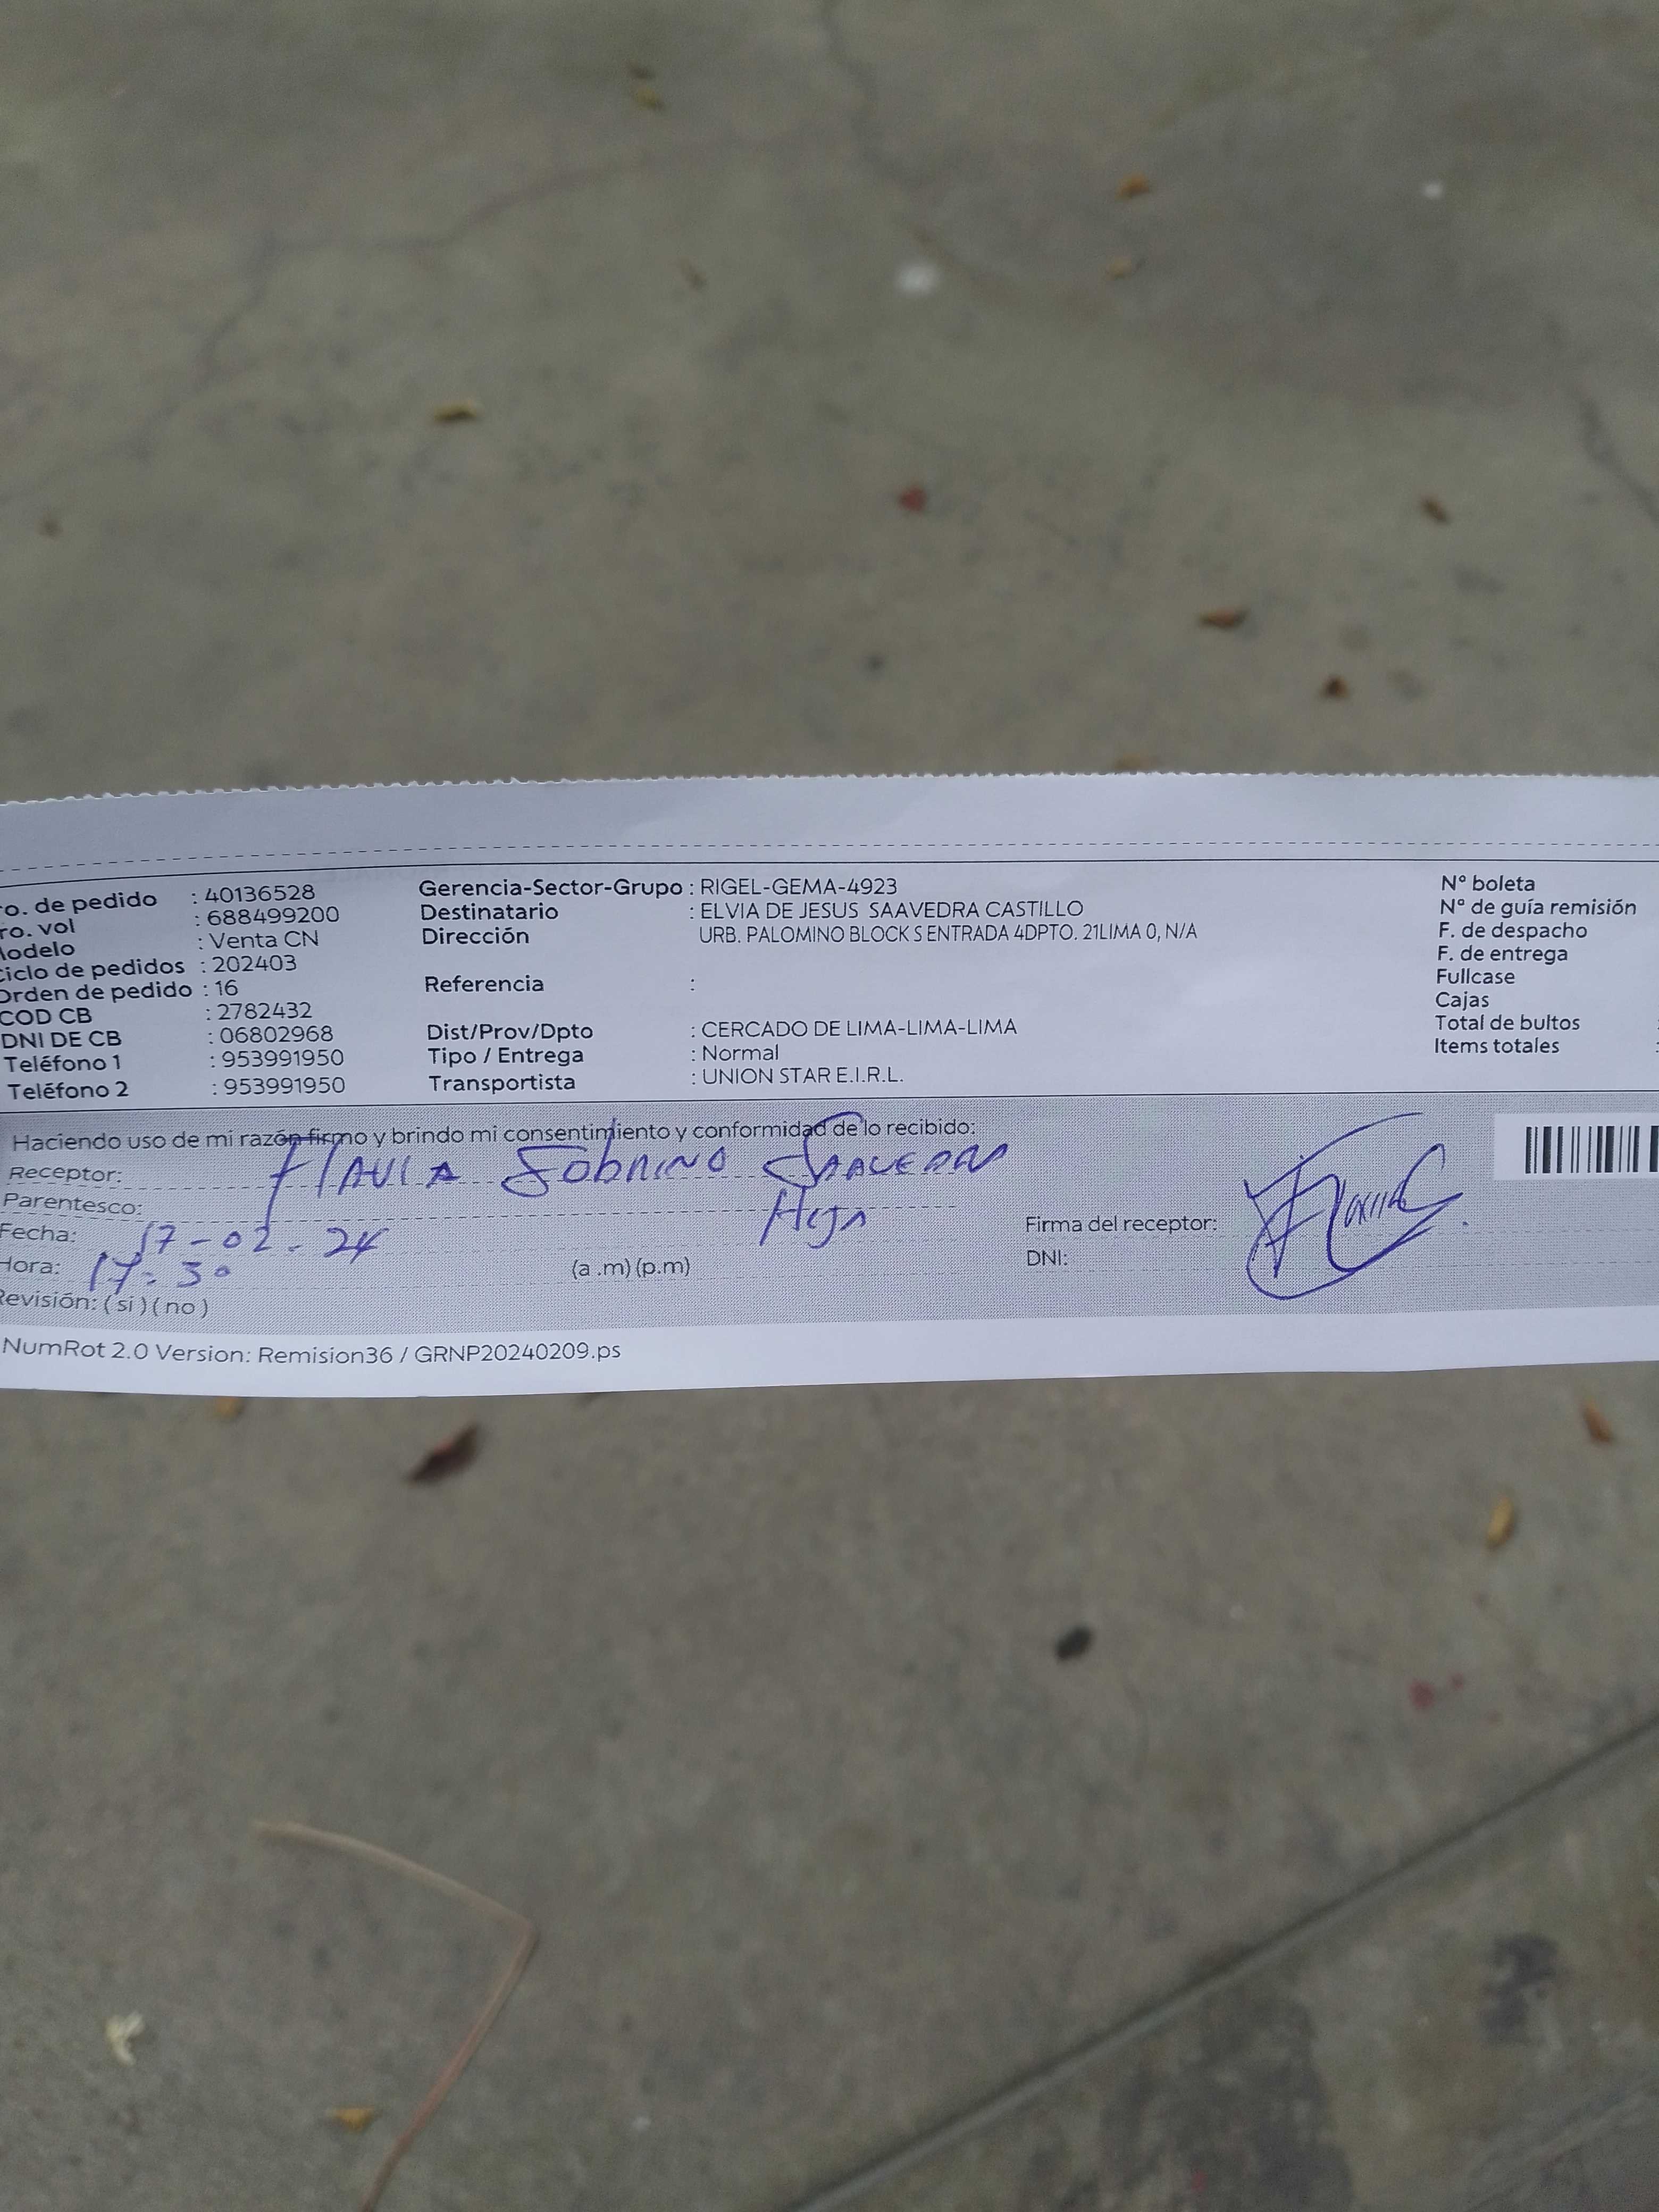 ro. de pedido : 40136528
ro. vol : 688499200
Modelo : Venta CN
Ciclo de pedidos : 202403
Orden de pedido : 16
COD CB : 2782432
DNI DE CB : 06802968
Teléfono 1 : 953991950
Teléfono 2 : 953991950
Gerencia-Sector-Grupo : RIGEL-GEMA-4923
Destinatario : ELVIA DE JESUS SAAVEDRA CASTILLO
Dirección URB. PALOMINO BLOCK S ENTRADA 4DPTO. 21LIMA 0, N/A
Referencia :
Dist/Prov/Dpto : CERCADO DE LIMA-LIMA-LIMA
Tipo / Entrega : Normal
Transportista : UNION STAR E.I.R.L.
N° boleta
N° de guía remisión
F. de despacho
F. de entrega
Fullcase
Cajas
Total de bultos :
Items totales :
Haciendo uso de mi razón firmo y brindo mi consentimiento y conformidad de lo recibido:
Receptor: Flavia Sobrino Saavedra
Parentesco: Hija
Fecha: 17-02-24
Hora: 17:30 (a .m) (p.m)
Revisión: ( si ) ( no )
Firma del receptor:
DNI:
NumRot 2.0 Version: Remision36 / GRNP20240209.ps